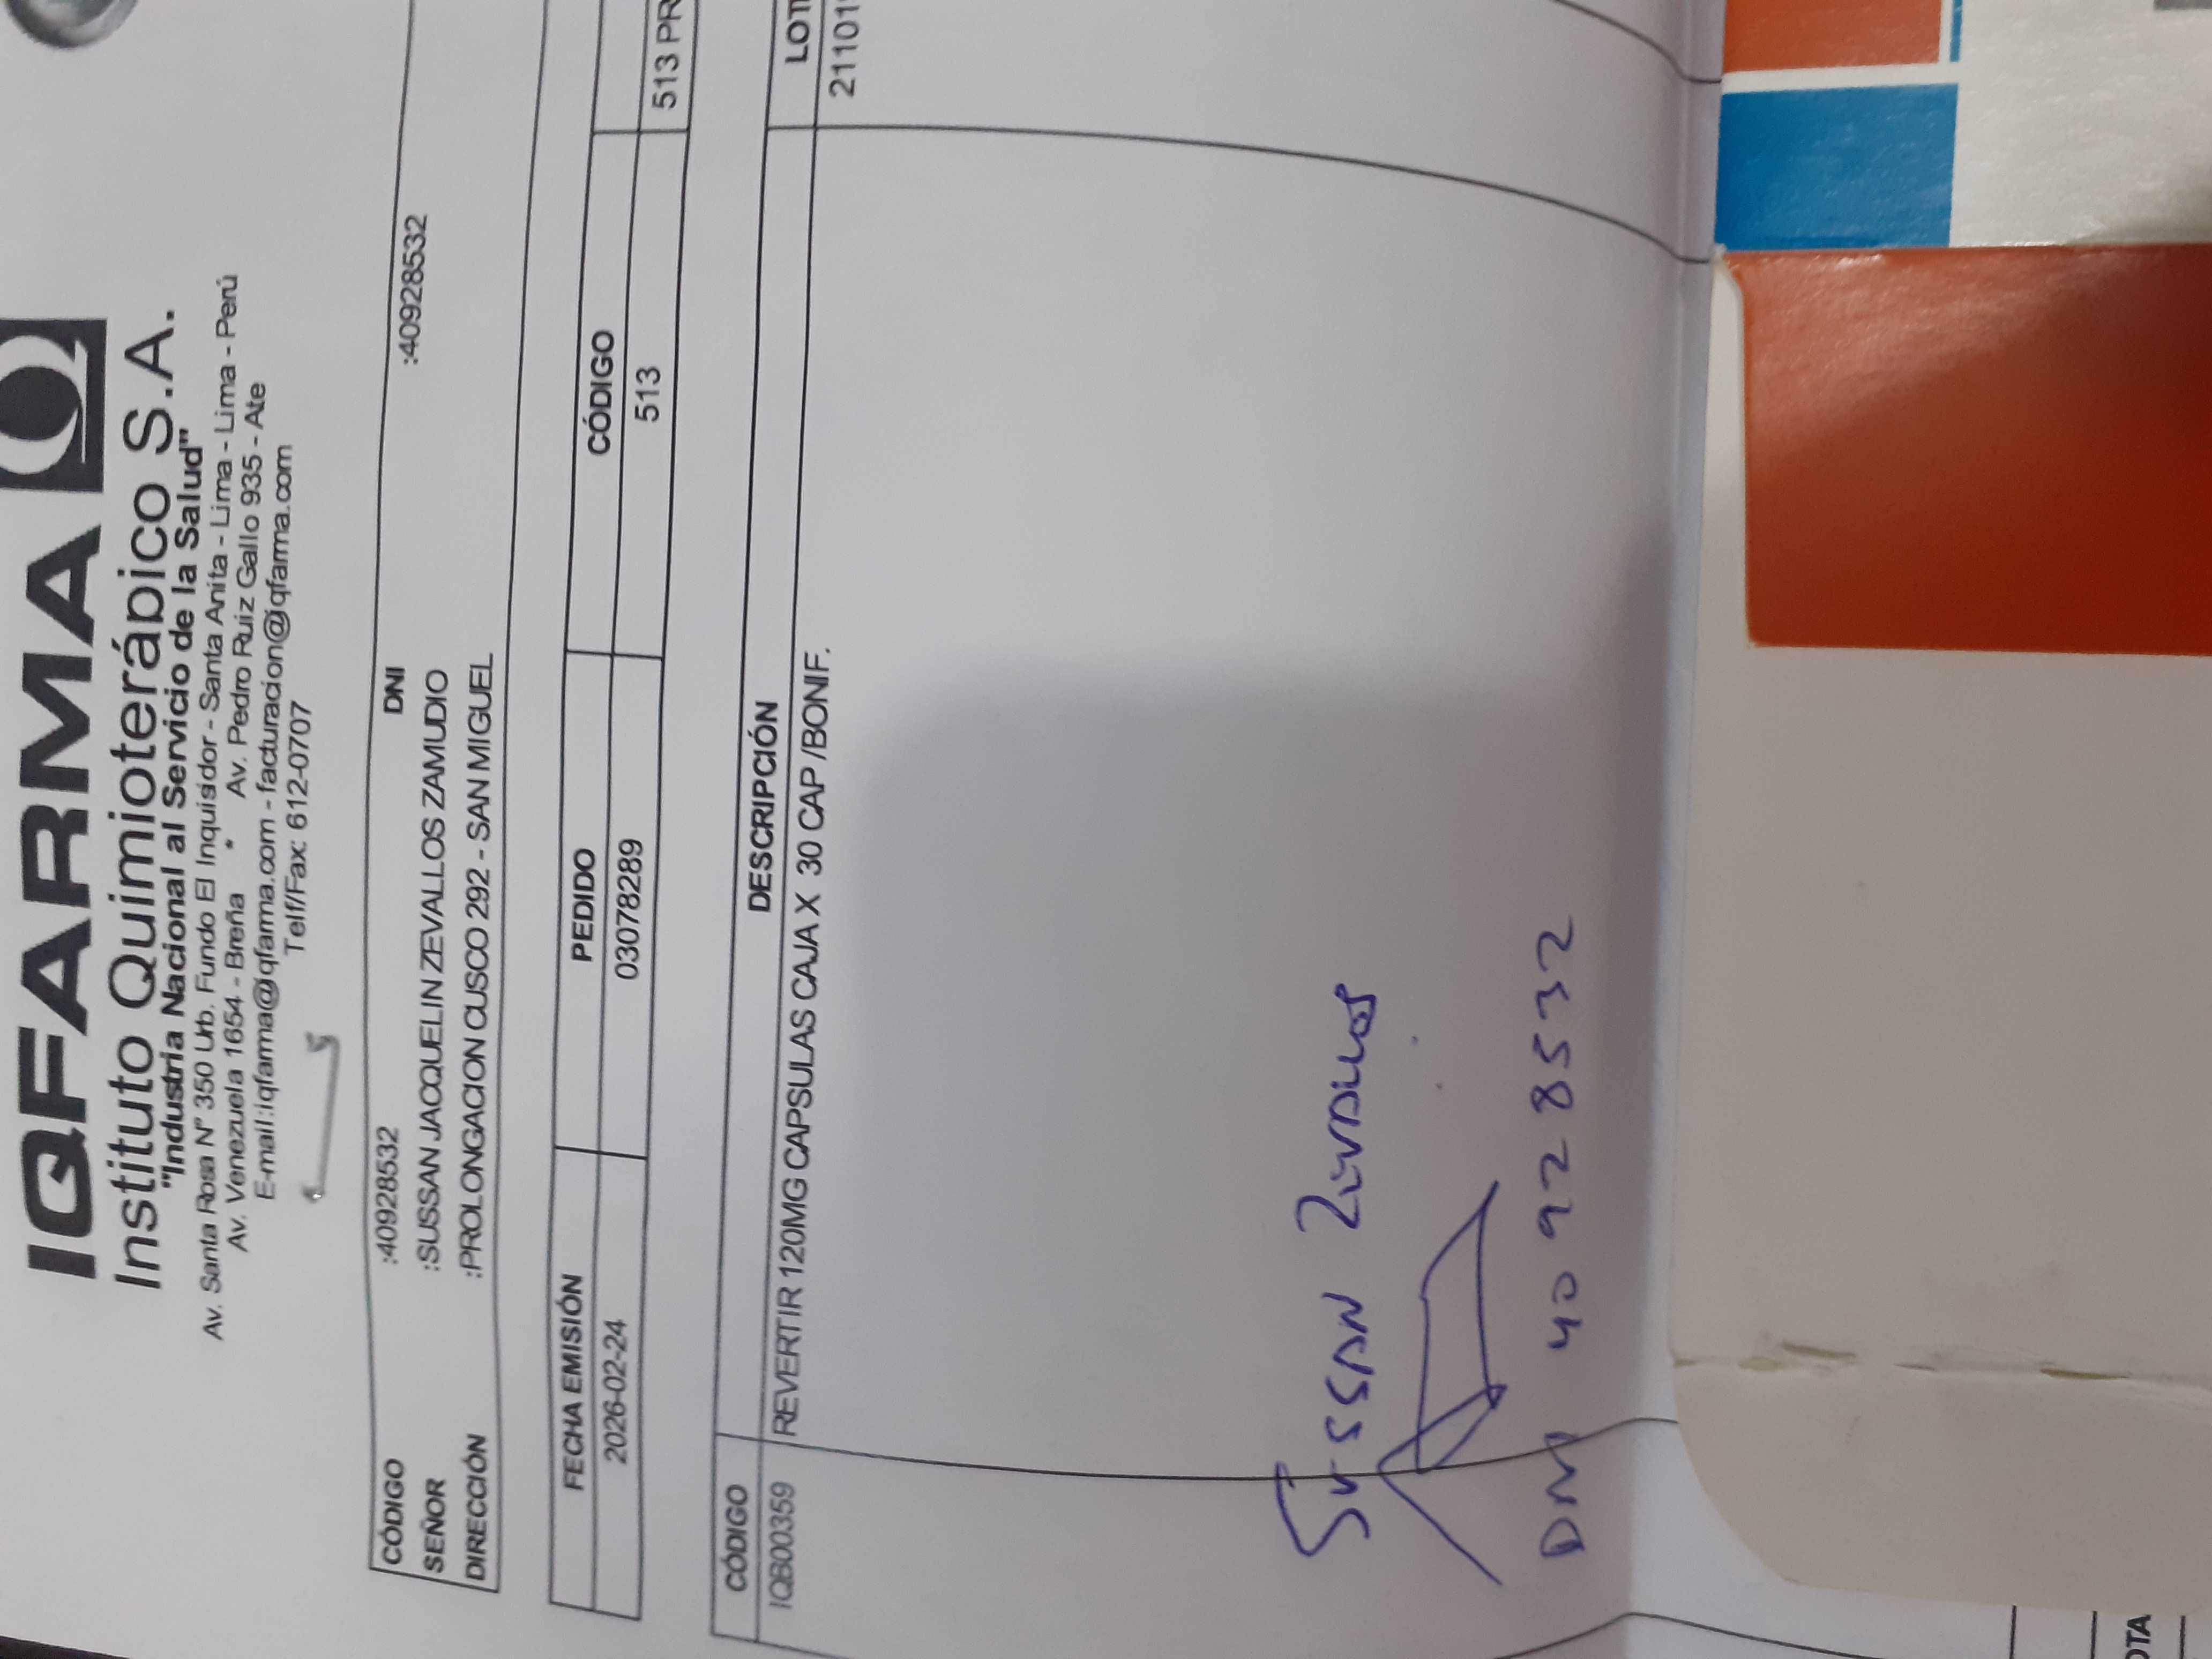 IQFARMA
Instituto Quimioterápico S.A.
"Industria Nacional al Servicio de la Salud"
Av. Santa Rosa N° 350 Urb. Fundo El Inquisidor - Santa Anita - Lima - Lima - Perú
Av. Venezuela 1654 - Breña * Av. Pedro Ruiz Gallo 935 - Ate
E-mail:iqfarma@iqfarma.com - facturacion@iqfarma.com
Telf/Fax: 612-0707
CÓDIGO :40928532 DNI :40928532
SEÑOR :SUSSAN JACQUELIN ZEVALLOS ZAMUDIO
DIRECCIÓN :PROLONGACION CUSCO 292 - SAN MIGUEL
FECHA EMISIÓN PEDIDO CÓDIGO
2026-02-24 03078289 513 513 PR
CÓDIGO DESCRIPCIÓN LOT
IQB00359 REVERTIR 120MG CAPSULAS CAJA X 30 CAP /BONIF. 21101
Sussan Zevallos
DNI 40928532
OTA